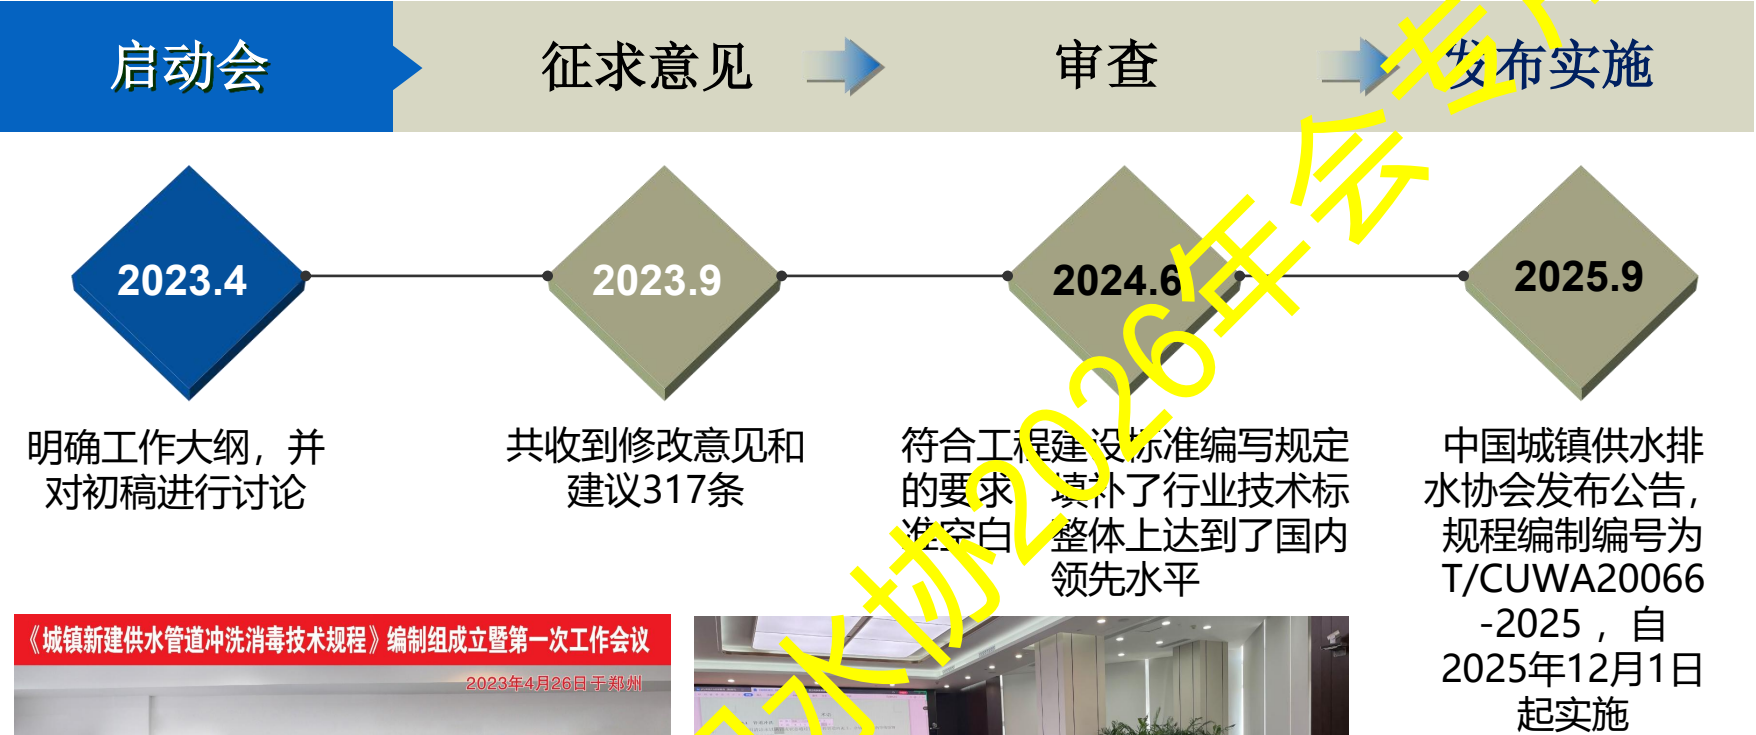 启动会
征求意见
审查
发布实施
2023.4
2023.9
2024.6
2025.9
明确工作大纲，并
对初稿进行讨论
共收到修改意见和
建议317条
符合工程建设标准编写规定
的要求 填补了行业技术标
准空白 整体上达到了国内
领先水平
中国城镇供水排
水协会发布公告，
规程编制编号为
T/CUWA20066
-2025，自
2025年12月1日
起实施
《城镇新建供水管道冲洗消毒技术规程》编制组成立暨第一次工作会议
2023年4月26日于郑州
水协2026年会专